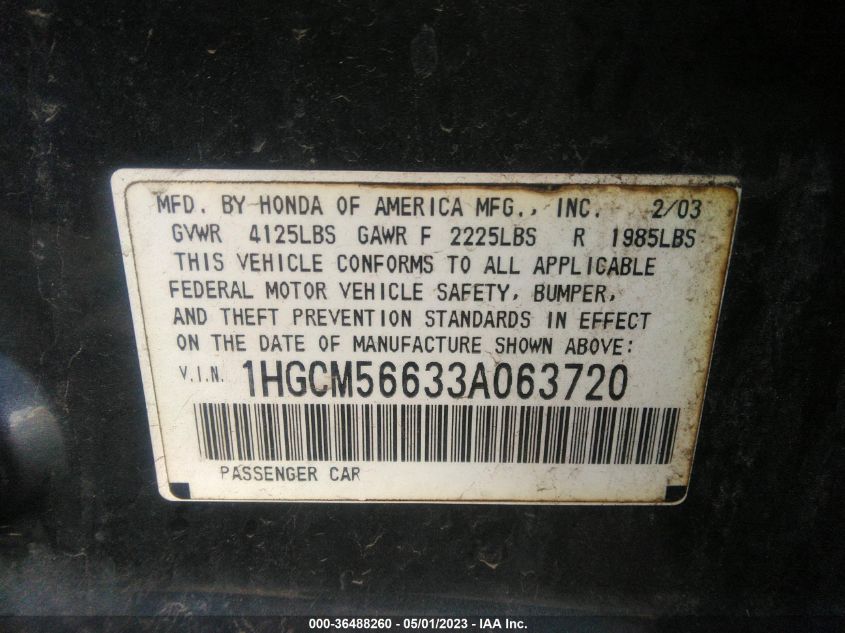 MFD. BY HONDA OF AMERICA MFG., INC. 2/03
GVWR 4125LBS GAWR F 2225LBS R 1985LBS
THIS VEHICLE CONFORMS TO ALL APPLICABLE
FEDERAL MOTOR VEHICLE SAFETY, BUMPER,
AND THEFT PREVENTION STANDARDS IN EFFECT
ON THE DATE OF MANUFACTURE SHOWN ABOVE:
V.I.N. 1HGCM56633A063720
PASSENGER CAR
000-36488260 - 05/01/2023 - IAA Inc.